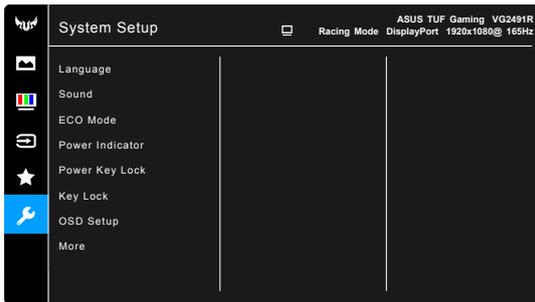 System Setup
ASUS TUF Gaming VG2491R
Racing Mode DisplayPort 1920x1080@ 165Hz
Language
Sound
ECO Mode
Power Indicator
Power Key Lock
Key Lock
OSD Setup
More